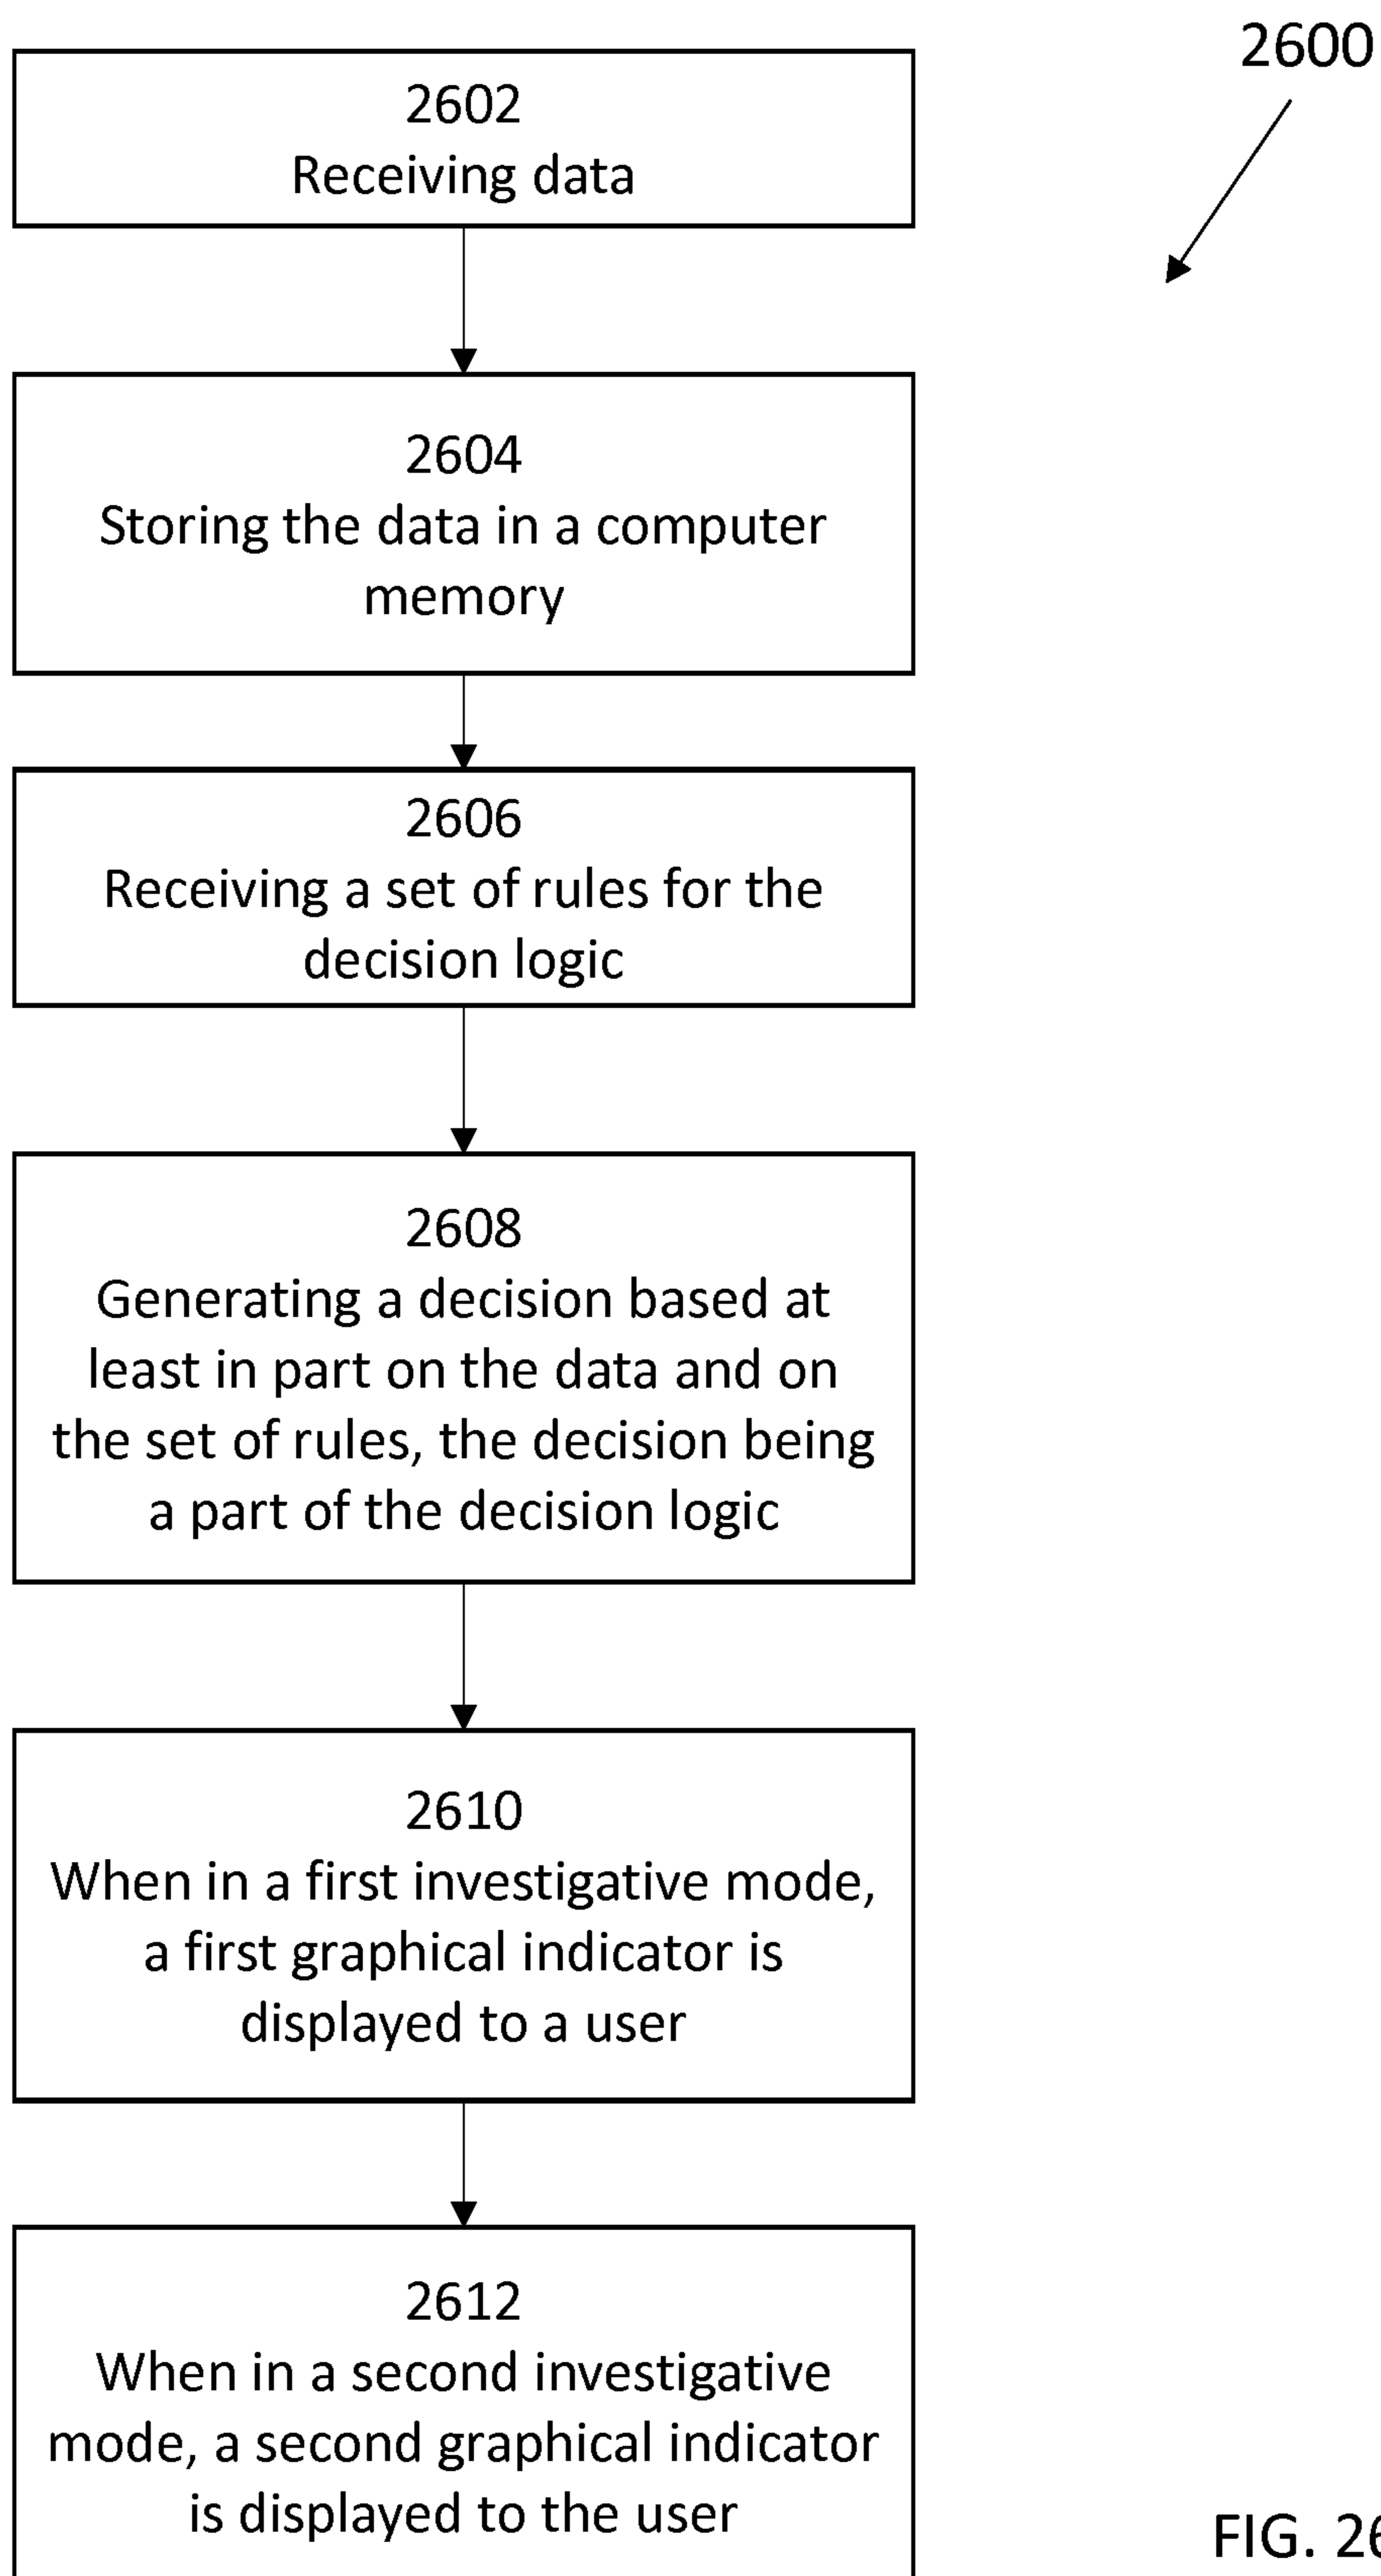 2600
2602
Receiving data
2604
Storing the data in a computer
memory
2606
Receiving a set of rules for the
decision logic
2608
Generating a decision based at
least in part on the data and on
the set of rules, the decision being
a part of the decision logic
2610
When in a first investigative mode,
a first graphical indicator is
displayed to a user
2612
When in a second investigative
mode, a second graphical indicator
is displayed to the user
FIG. 26